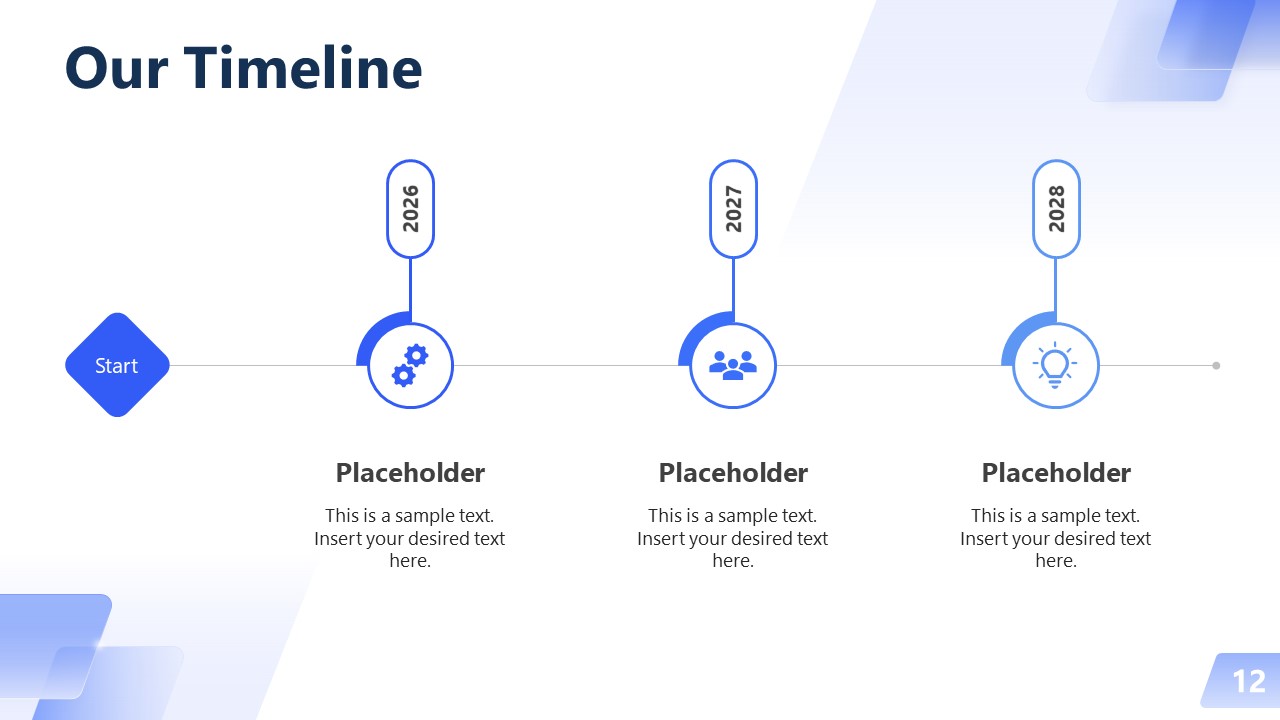 Our Timeline
2026
2027
2028
Start
Placeholder
This is a sample text.
Insert your desired text
here.
Placeholder
This is a sample text.
Insert your desired text
here.
Placeholder
This is a sample text.
Insert your desired text
here.
12